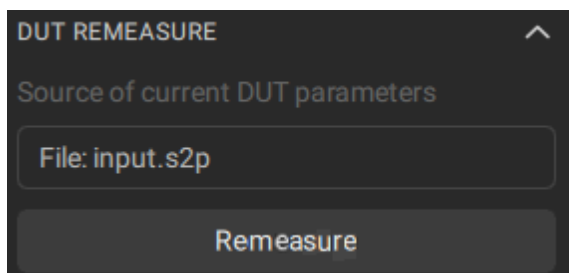 DUT REMEASURE
Source of current DUT parameters
File: input.s2p
Remeasure